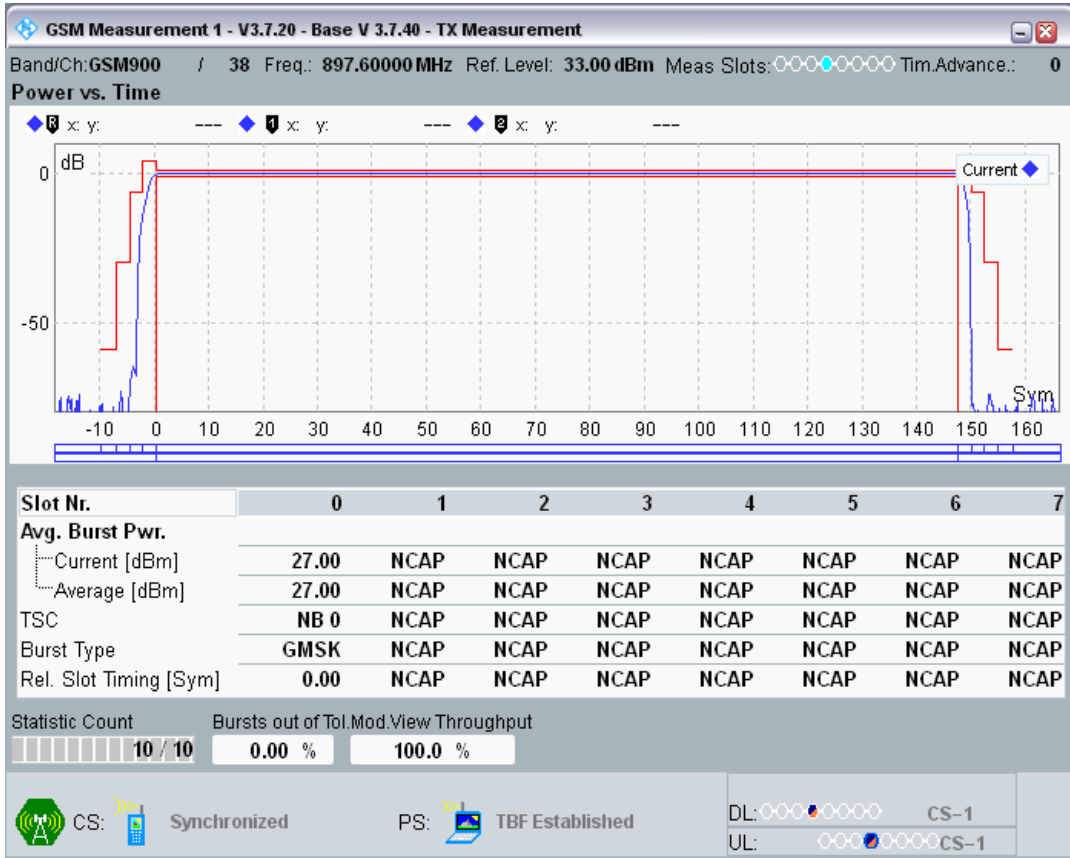 GSM Measurement 1 - V3.7.20 - Base V 3.7.40 - TX Measurement
Band/Ch:GSM900 / 38 Freq.: 897.60000 MHz Ref. Level: 33.00 dBm Meas Slots: Tim.Advance.: 0
Power vs. Time
R x: y: --- 1 x: y: --- 2 x: y: ---
dB
Current
0
-50
Sym
-10 0 10 20 30 40 50 60 70 80 90 100 110 120 130 140 150 160
Slot Nr. 0 1 2 3 4 5 6 7
Avg. Burst Pwr.
Current [dBm] 27.00 NCAP NCAP NCAP NCAP NCAP NCAP NCAP
Average [dBm] 27.00 NCAP NCAP NCAP NCAP NCAP NCAP NCAP
TSC NB 0 NCAP NCAP NCAP NCAP NCAP NCAP NCAP
Burst Type GMSK NCAP NCAP NCAP NCAP NCAP NCAP NCAP
Rel. Slot Timing [Sym] 0.00 NCAP NCAP NCAP NCAP NCAP NCAP NCAP
Statistic Count Bursts out of Tol. Mod.View Throughput
10 / 10 0.00 % 100.0 %
CS: Synchronized PS: TBF Established
DL: CS-1
UL: CS-1